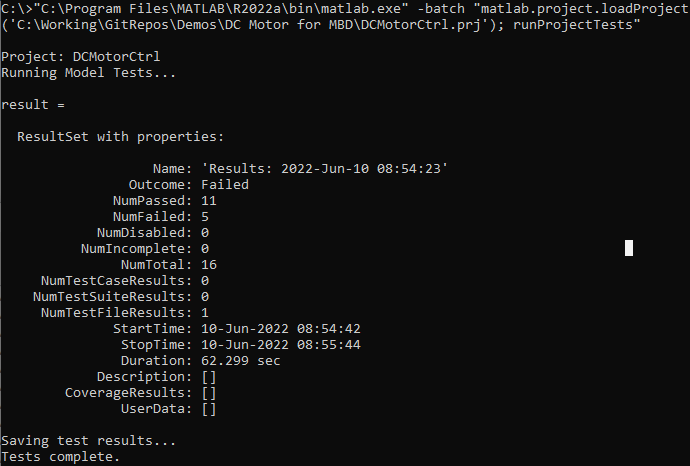 C:\>"C:\Program Files\MATLAB\R2022a\bin\matlab.exe" -batch "matlab.project.loadProject
('C:\Working\GitRepos\Demos\DC Motor for MBD\DCMotorCtrl.prj'); runProjectTests"
Project: DCMotorCtrl
Running Model Tests...
result =
ResultSet with properties:
Name: 'Results: 2022-Jun-10 08:54:23'
Outcome: Failed
NumPassed: 11
NumFailed: 5
NumDisabled: 0
NumIncomplete: 0
NumTotal: 16
NumTestCaseResults: 0
NumTestSuiteResults: 0
NumTestFileResults: 1
StartTime: 10-Jun-2022 08:54:42
StopTime: 10-Jun-2022 08:55:44
Duration: 62.299 sec
Description: []
CoverageResults: []
UserData: []
Saving test results...
Tests complete.